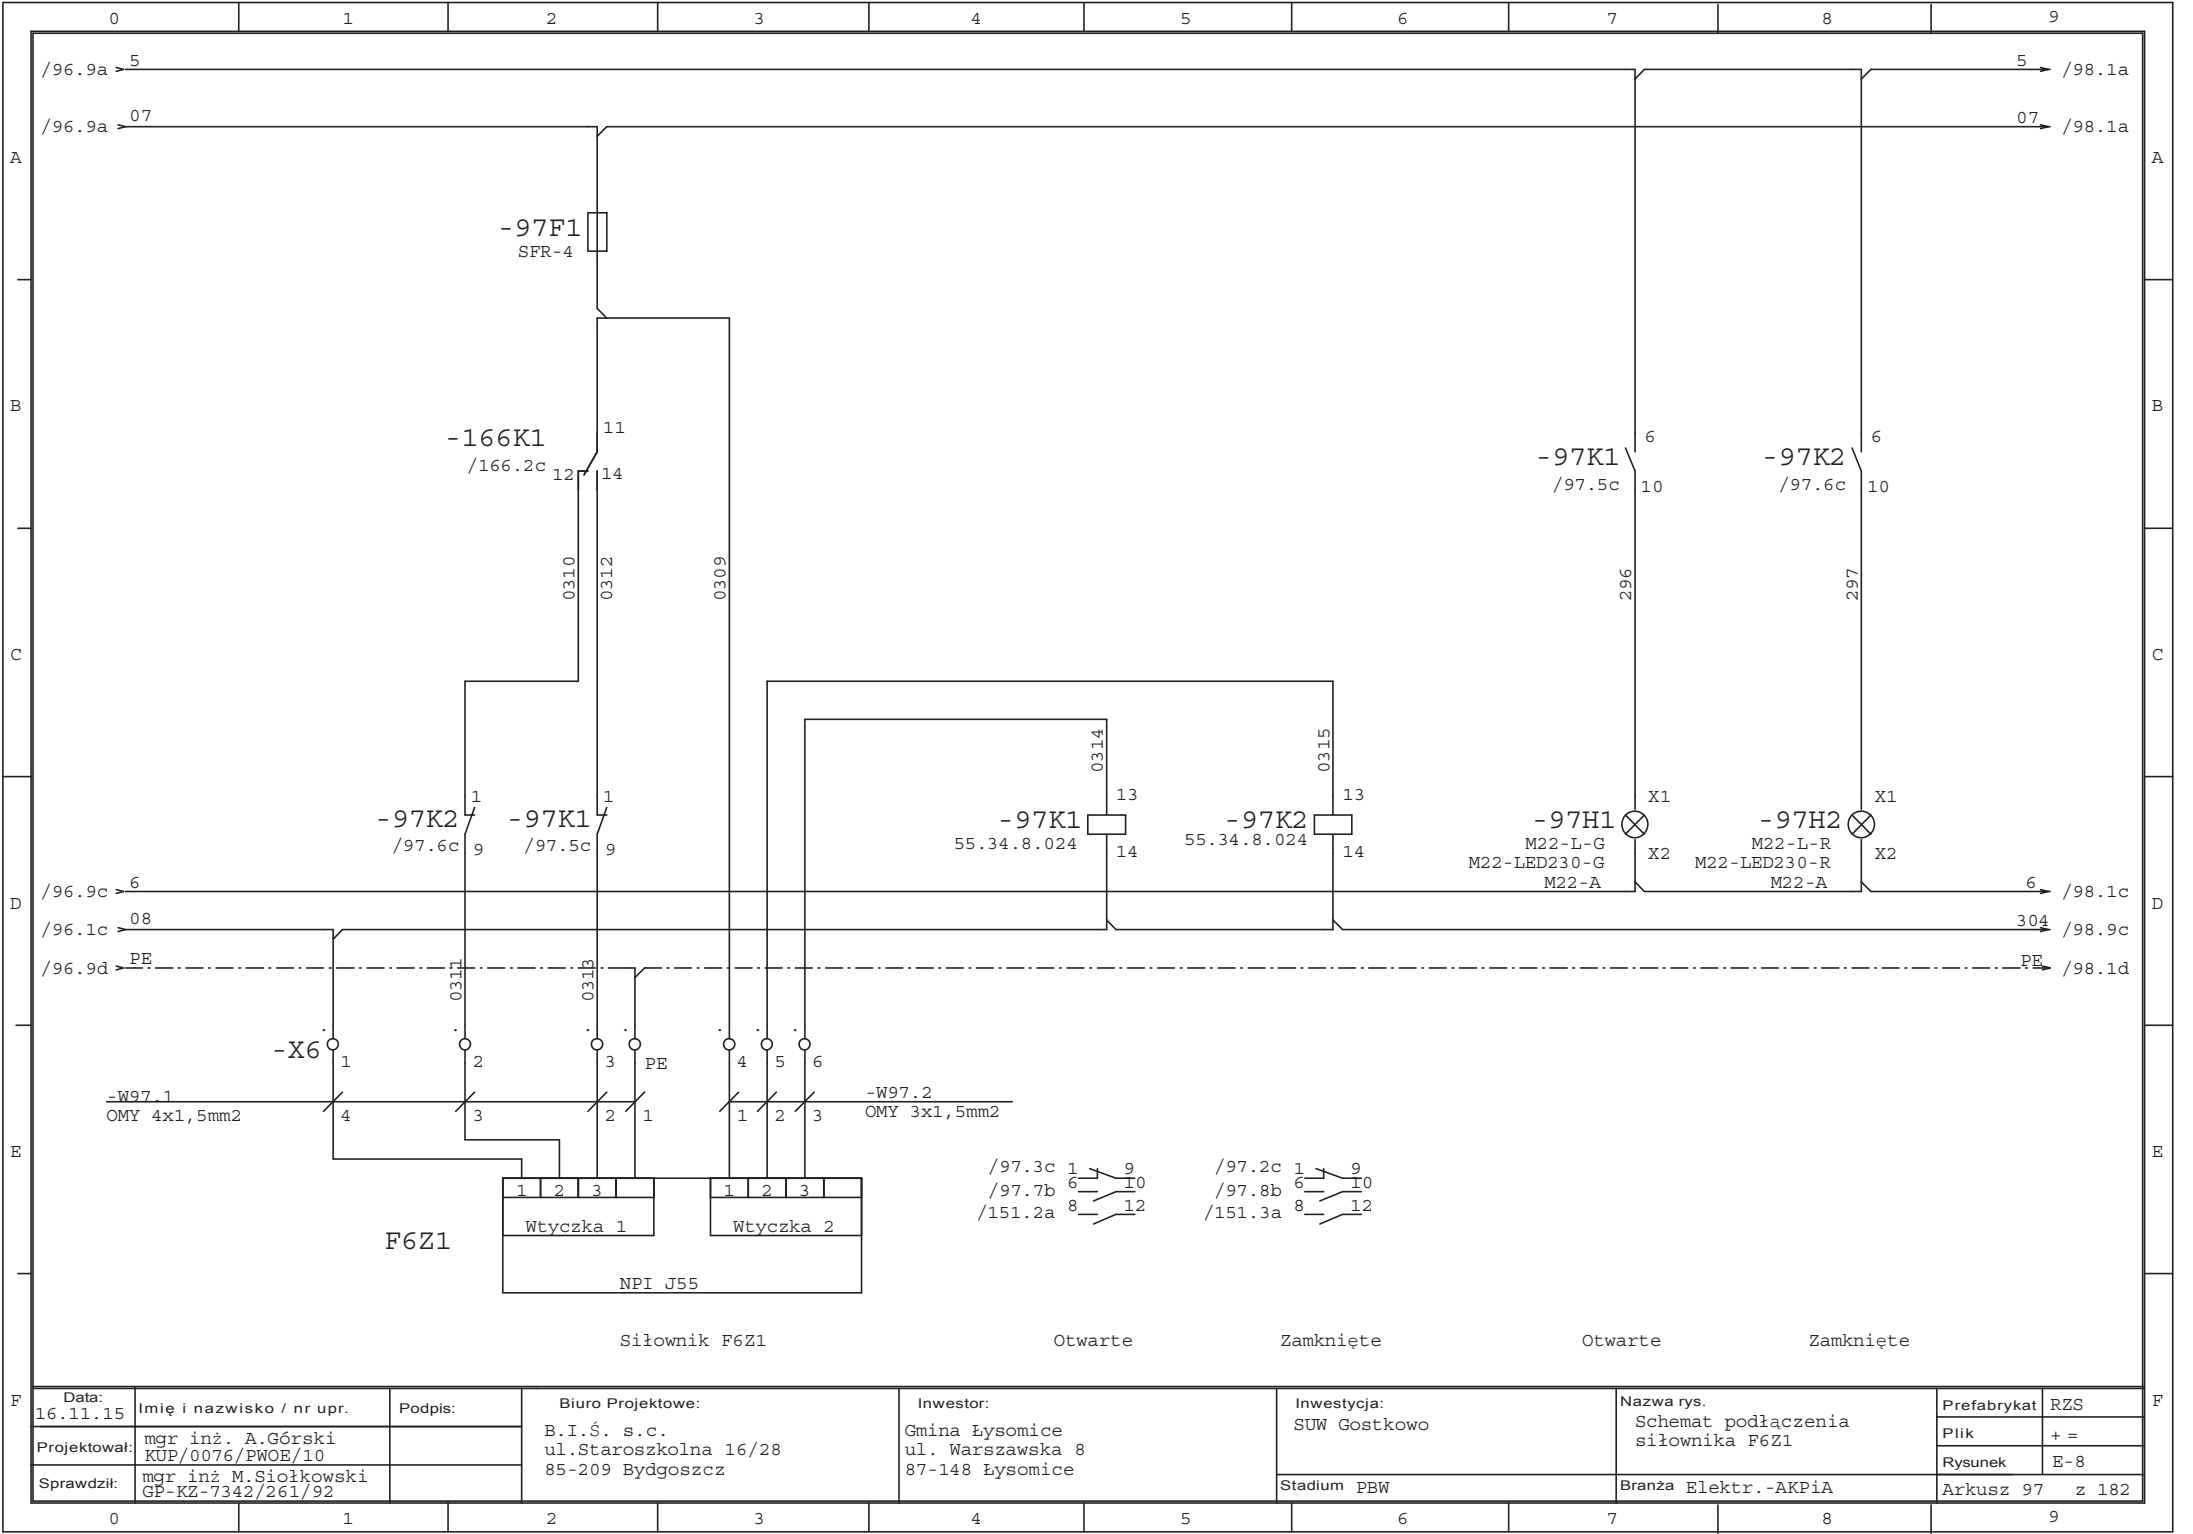 0 1 2 3 4 5 6 7 8 9
/96.9a 5 5 /98.1a
/96.9a 07 07 /98.1a
A A
-97F1
SFR-4
B B
-166K1 11
/166.2c 12 14
-97K1 6
/97.5c 10
-97K2 6
/97.6c 10
0310 0312 0309 296 297
C C
0314 0315
-97K2 1
/97.6c 9
-97K1 1
/97.5c 9
13
-97K1
55.34.8.024
14
13
-97K2
55.34.8.024
14
X1
-97H1
M22-L-G
X2
M22-LED230-G
M22-A
X1
-97H2
M22-L-R
X2
M22-LED230-R
M22-A
/96.9c 6 6 /98.1c
D D
/96.1c 08 304 /98.9c
/96.9d PE PE /98.1d
0311 0313
-X6 1 2 3 PE 4 5 6
-W97.1
OMY 4x1,5mm2
4 3 2 1 1 2 3
-W97.2
OMY 3x1,5mm2
E E
/97.3c 1 9
/97.7b 6 10
/151.2a 8 12
/97.2c 1 9
/97.8b 6 10
/151.3a 8 12
1 2 3 1 2 3
Wtyczka 1 Wtyczka 2
F6Z1
NPI J55
Siłownik F6Z1 Otwarte Zamknięte Otwarte Zamknięte
F F
Data:
16.11.15
Imię i nazwisko / nr upr.
Podpis:
Projektował:
mgr inż. A.Górski
KUP/0076/PWOE/10
Sprawdził:
mgr inż M.Siołkowski
GP-KZ-7342/261/92
Biuro Projektowe:
B.I.Ś. s.c.
ul.Staroszkolna 16/28
85-209 Bydgoszcz
Inwestor:
Gmina Łysomice
ul. Warszawska 8
87-148 Łysomice
Inwestycja:
SUW Gostkowo
Stadium PBW
Nazwa rys.
Schemat podłączenia
siłownika F6Z1
Branża Elektr.-AKPiA
Prefabrykat RZS
Plik + =
Rysunek E-8
Arkusz 97 z 182
0 1 2 3 4 5 6 7 8 9